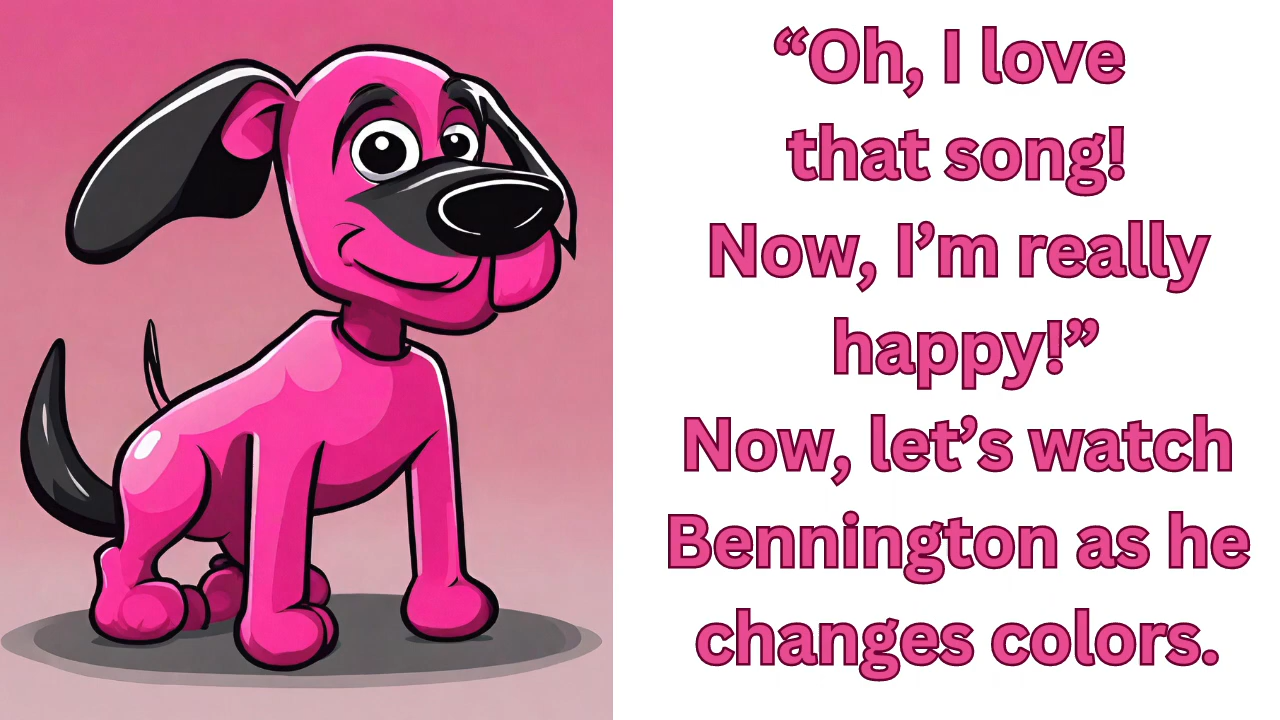 “Oh, I love
that song!
Now, I’m really
happy!”
Now, let’s watch
Bennington as he
changes colors.